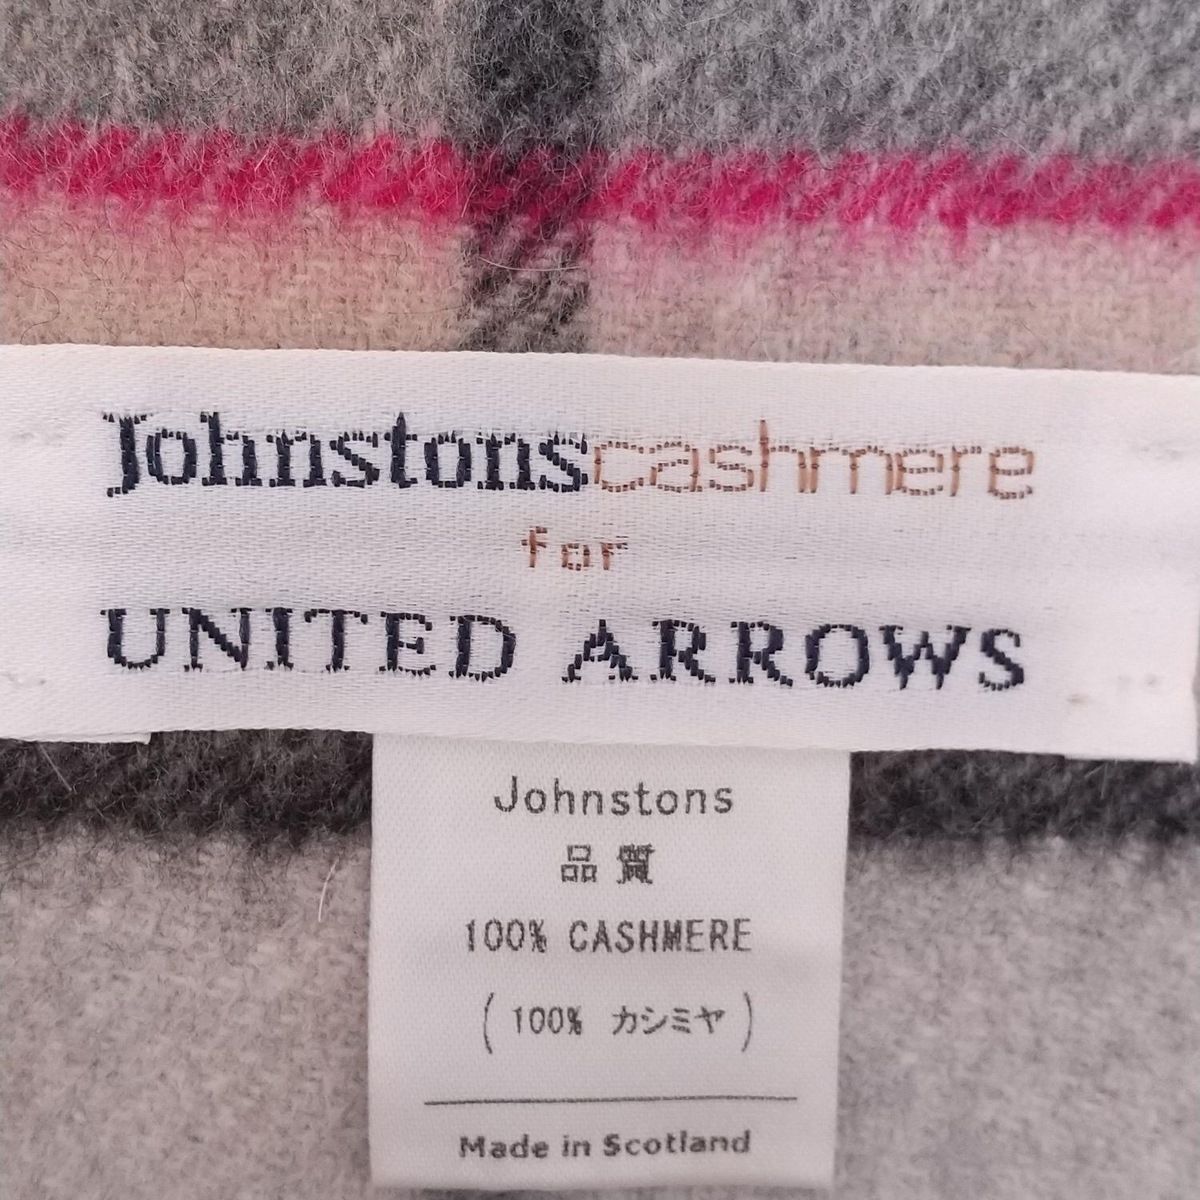 Johnstonscashmere
for
UNITED ARROWS
Johnstons
品質
100% CASHMERE
(100% カシミヤ)
Made in Scotland